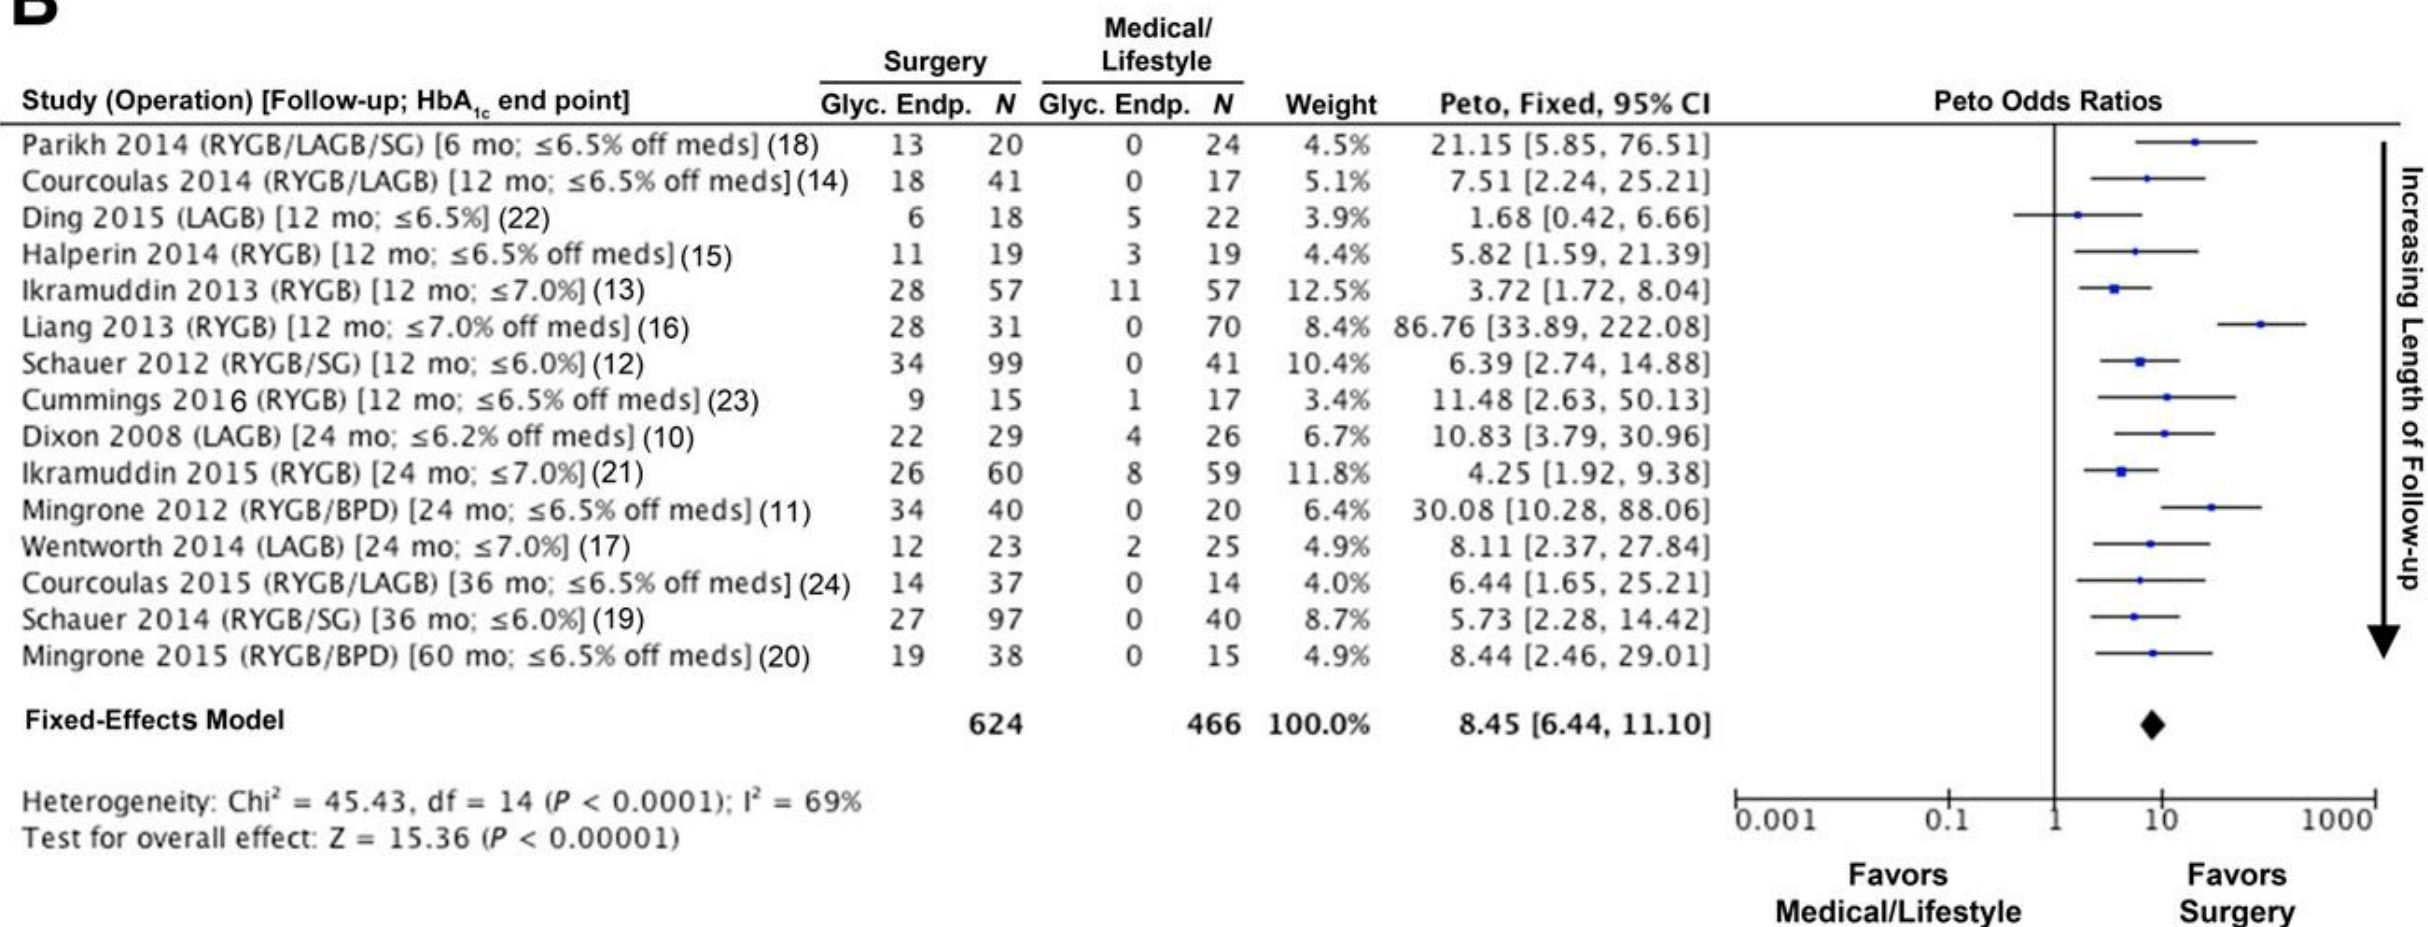 B
Medical/
Surgery Lifestyle
Study (Operation) [Follow-up; HbA1c end point] Glyc. Endp. N Glyc. Endp. N Weight Peto, Fixed, 95% CI Peto Odds Ratios
Parikh 2014 (RYGB/LAGB/SG) [6 mo; ≤6.5% off meds] (18) 13 20 0 24 4.5% 21.15 [5.85, 76.51]
Courcoulas 2014 (RYGB/LAGB) [12 mo; ≤6.5% off meds] (14) 18 41 0 17 5.1% 7.51 [2.24, 25.21]
Ding 2015 (LAGB) [12 mo; ≤6.5%] (22) 6 18 5 22 3.9% 1.68 [0.42, 6.66]
Halperin 2014 (RYGB) [12 mo; ≤6.5% off meds] (15) 11 19 3 19 4.4% 5.82 [1.59, 21.39]
Ikramuddin 2013 (RYGB) [12 mo; ≤7.0%] (13) 28 57 11 57 12.5% 3.72 [1.72, 8.04]
Liang 2013 (RYGB) [12 mo; ≤7.0% off meds] (16) 28 31 0 70 8.4% 86.76 [33.89, 222.08]
Schauer 2012 (RYGB/SG) [12 mo; ≤6.0%] (12) 34 99 0 41 10.4% 6.39 [2.74, 14.88]
Cummings 2016 (RYGB) [12 mo; ≤6.5% off meds] (23) 9 15 1 17 3.4% 11.48 [2.63, 50.13]
Dixon 2008 (LAGB) [24 mo; ≤6.2% off meds] (10) 22 29 4 26 6.7% 10.83 [3.79, 30.96]
Ikramuddin 2015 (RYGB) [24 mo; ≤7.0%] (21) 26 60 8 59 11.8% 4.25 [1.92, 9.38]
Mingrone 2012 (RYGB/BPD) [24 mo; ≤6.5% off meds] (11) 34 40 0 20 6.4% 30.08 [10.28, 88.06]
Wentworth 2014 (LAGB) [24 mo; ≤7.0%] (17) 12 23 2 25 4.9% 8.11 [2.37, 27.84]
Courcoulas 2015 (RYGB/LAGB) [36 mo; ≤6.5% off meds] (24) 14 37 0 14 4.0% 6.44 [1.65, 25.21]
Schauer 2014 (RYGB/SG) [36 mo; ≤6.0%] (19) 27 97 0 40 8.7% 5.73 [2.28, 14.42]
Mingrone 2015 (RYGB/BPD) [60 mo; ≤6.5% off meds] (20) 19 38 0 15 4.9% 8.44 [2.46, 29.01]
Increasing Length of Follow-up
Fixed-Effects Model 624 466 100.0% 8.45 [6.44, 11.10]
Heterogeneity: Chi² = 45.43, df = 14 (P < 0.0001); I² = 69%
Test for overall effect: Z = 15.36 (P < 0.00001)
0.001 0.1 1 10 1000
Favors Favors
Medical/Lifestyle Surgery